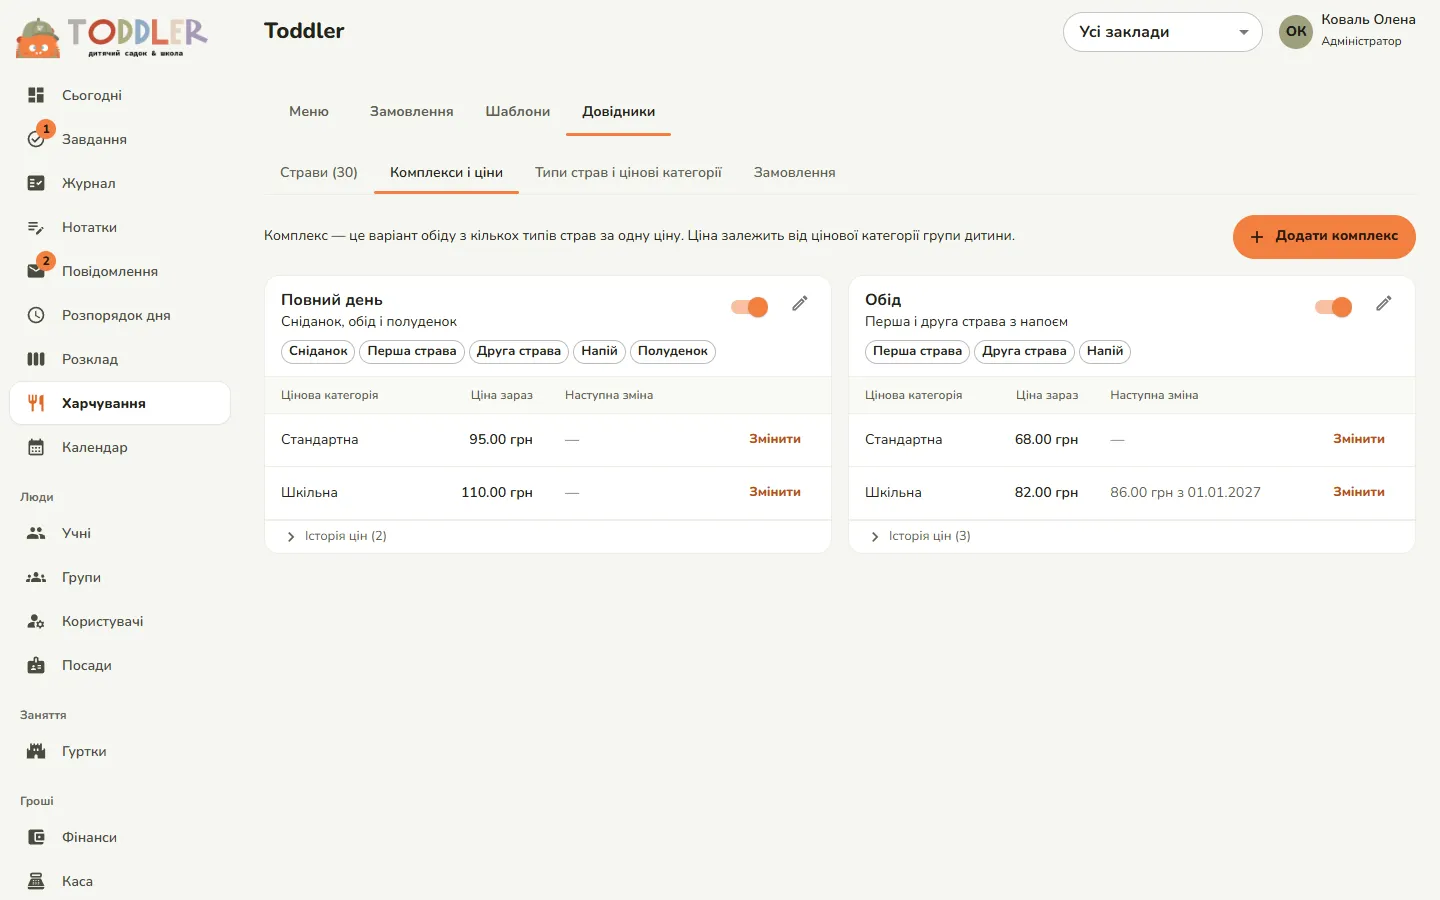 TODDLER
дитячий садок & школа
Toddler
Усі заклади
ОК
Коваль Олена
Адміністратор
Сьогодні
1
Завдання
Журнал
Нотатки
2
Повідомлення
Розпорядок дня
Розклад
Харчування
Календар
Люди
Учні
Групи
Користувачі
Посади
Заняття
Гуртки
Гроші
Фінанси
Каса
Меню Замовлення Шаблони Довідники
Страви (30) Комплекси і ціни Типи страв і цінові категорії Замовлення
Комплекс — це варіант обіду з кількох типів страв за одну ціну. Ціна залежить від цінової категорії групи дитини.
+ Додати комплекс
Повний день
Сніданок, обід і полуденок
Сніданок Перша страва Друга страва Напій Полуденок
Цінова категорія Ціна зараз Наступна зміна
Стандартна 95.00 грн — Змінити
Шкільна 110.00 грн — Змінити
Історія цін (2)
Обід
Перша і друга страва з напоєм
Перша страва Друга страва Напій
Цінова категорія Ціна зараз Наступна зміна
Стандартна 68.00 грн — Змінити
Шкільна 82.00 грн 86.00 грн з 01.01.2027 Змінити
Історія цін (3)